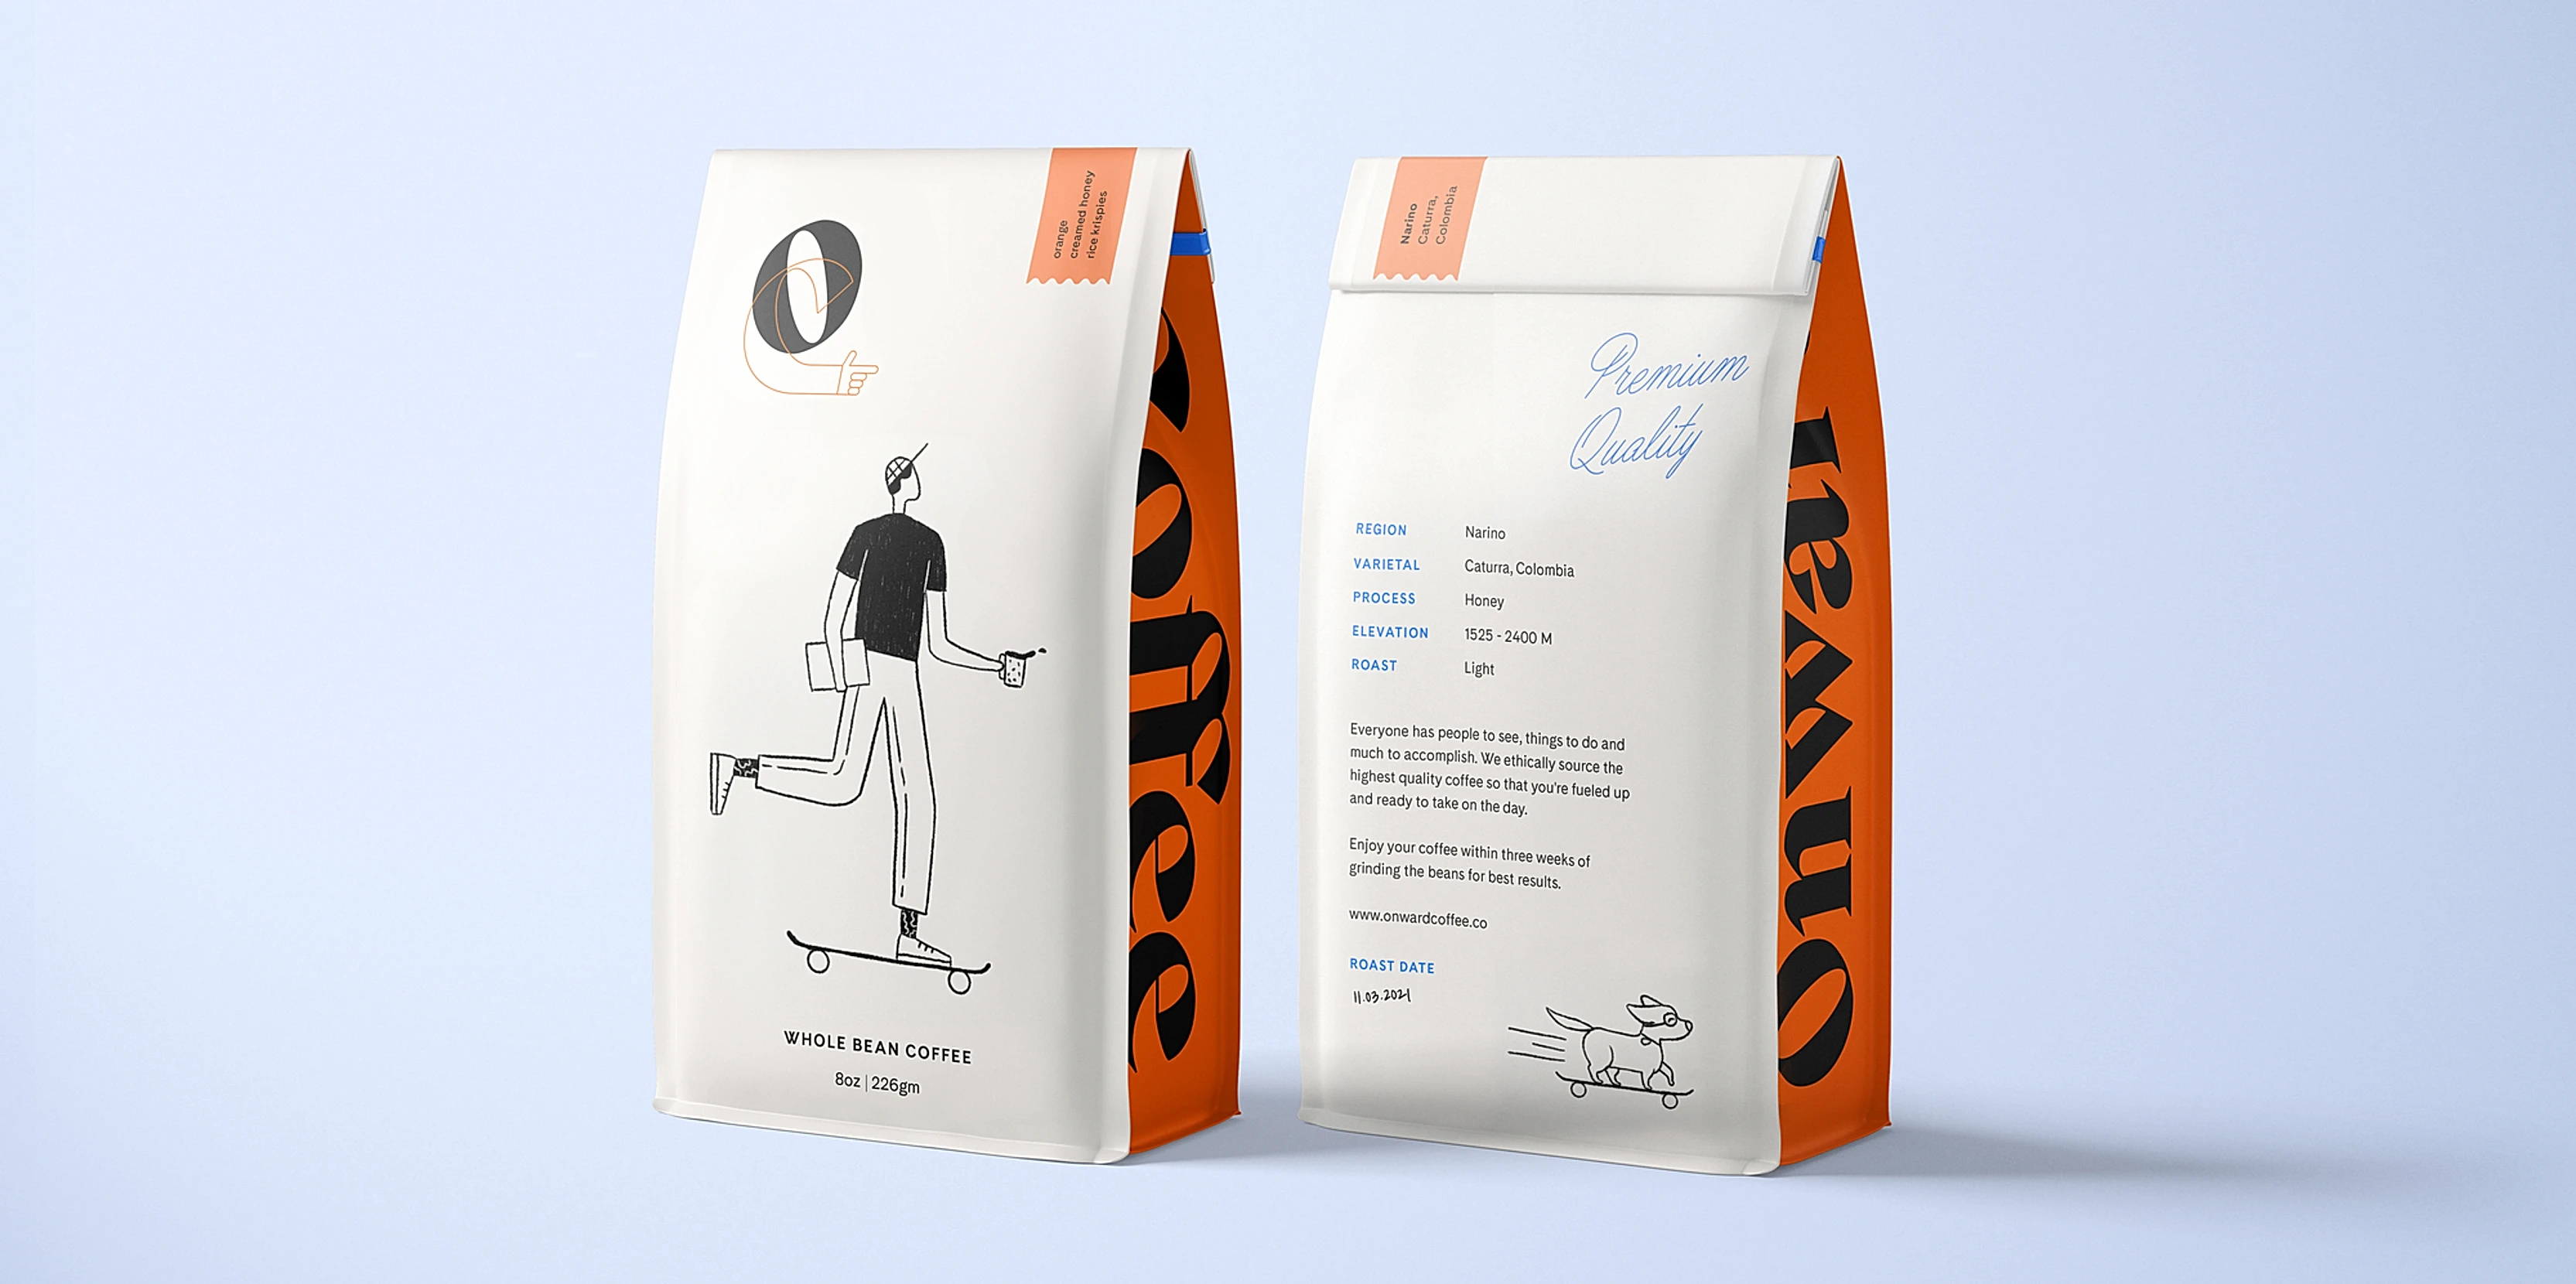 O
orange
creamed honey
rice krispies
WHOLE BEAN COFFEE
8oz | 226gm
Coffee
Narino
Caturra,
Colombia
Premium
Quality
REGION Narino
VARIETAL Caturra, Colombia
PROCESS Honey
ELEVATION 1525 - 2400 M
ROAST Light
Everyone has people to see, things to do and
much to accomplish. We ethically source the
highest quality coffee so that you're fueled up
and ready to take on the day.
Enjoy your coffee within three weeks of
grinding the beans for best results.
www.onwardcoffee.co
ROAST DATE
11.03.2021
Onwar